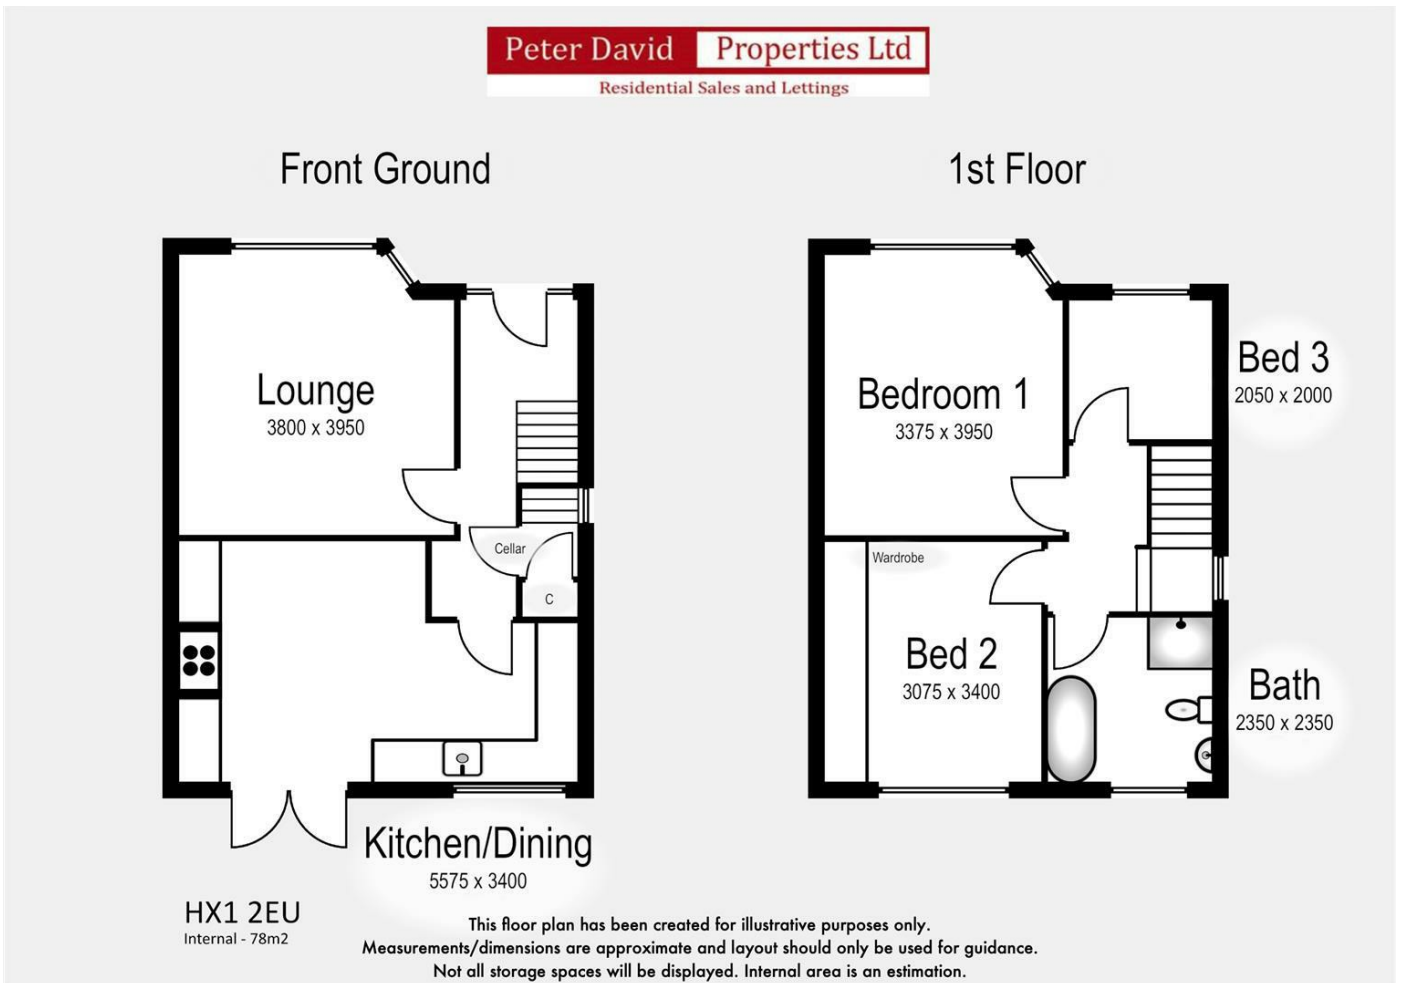 Peter David Properties Ltd
Residential Sales and Lettings
Front Ground
1st Floor
Lounge
3800 x 3950
Cellar
C
Kitchen/Dining
5575 x 3400
Bedroom 1
3375 x 3950
Bed 3
2050 x 2000
Wardrobe
Bed 2
3075 x 3400
Bath
2350 x 2350
HX1 2EU
Internal - 78m2
This floor plan has been created for illustrative purposes only.
Measurements/dimensions are approximate and layout should only be used for guidance.
Not all storage spaces will be displayed. Internal area is an estimation.